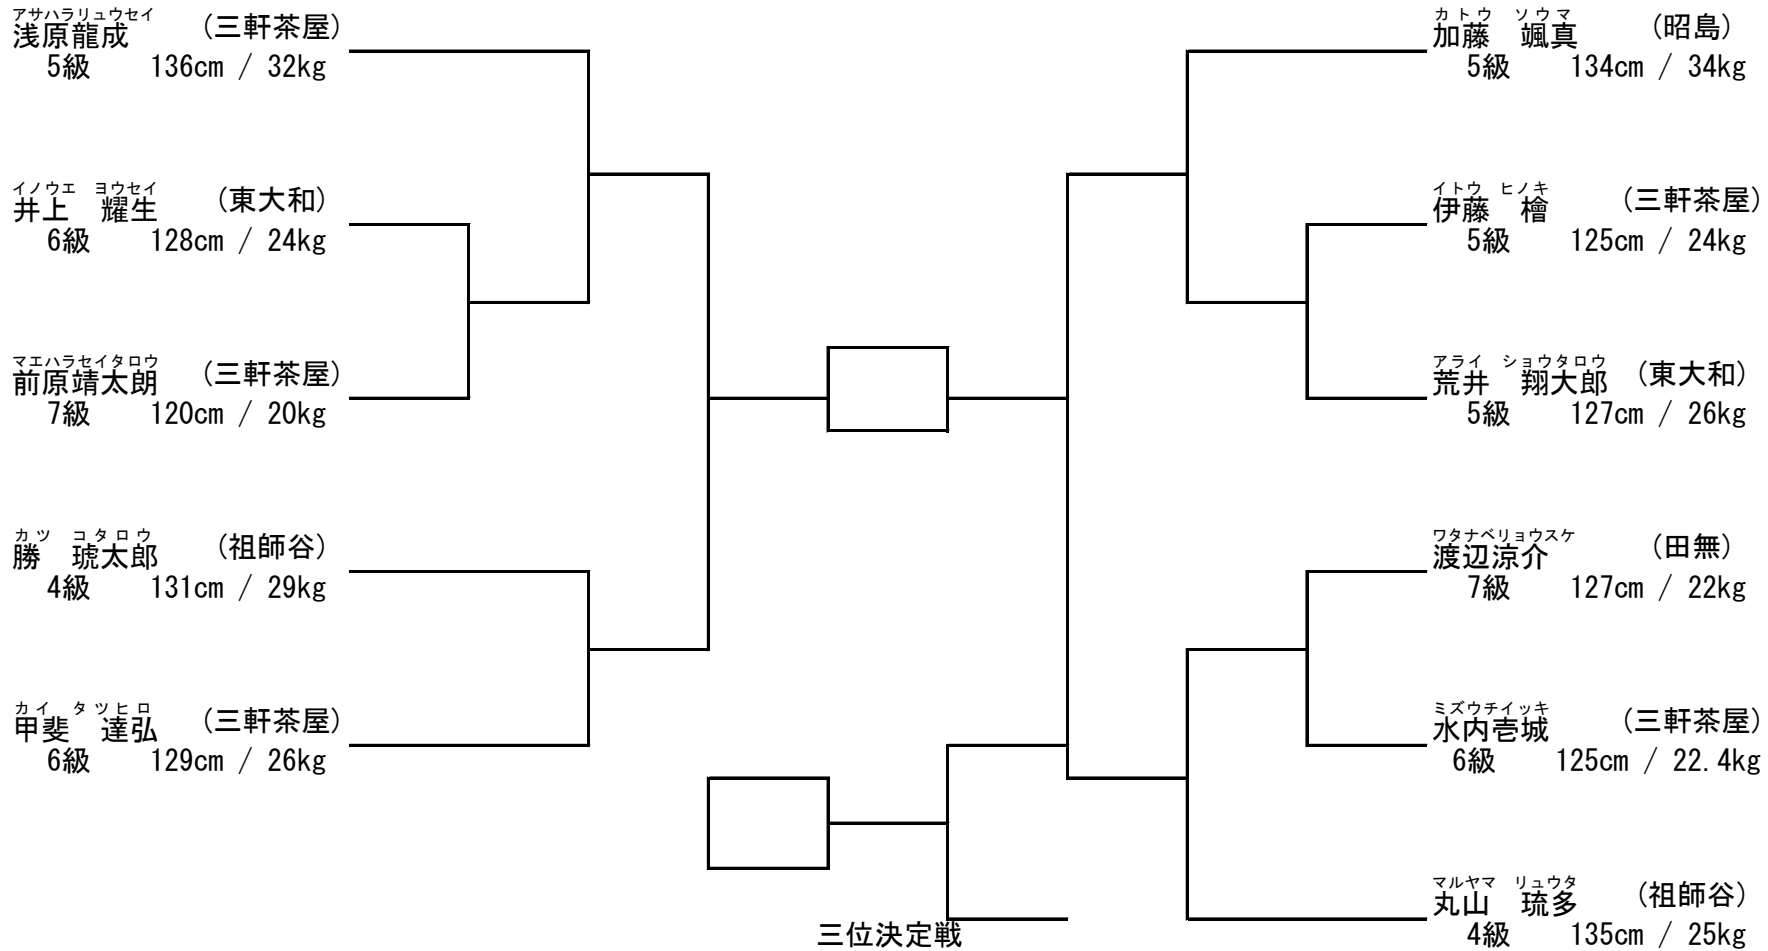 アサハラリュウセイ
浅原龍成 (三軒茶屋)
5級 136cm / 32kg
イノウエ ヨウセイ
井上 耀生 (東大和)
6級 128cm / 24kg
マエハラセイタロウ
前原靖太朗 (三軒茶屋)
7級 120cm / 20kg
カツ コタロウ
勝 琥太郎 (祖師谷)
4級 131cm / 29kg
カイ タツヒロ
甲斐 達弘 (三軒茶屋)
6級 129cm / 26kg
三位決定戦
カトウ ソウマ
加藤 颯真 (昭島)
5級 134cm / 34kg
イトウ ヒノキ
伊藤 檜 (三軒茶屋)
5級 125cm / 24kg
アライ ショウタロウ
荒井 翔大郎 (東大和)
5級 127cm / 26kg
ワタナベリョウスケ
渡辺涼介 (田無)
7級 127cm / 22kg
ミズウチイッキ
水内壱城 (三軒茶屋)
6級 125cm / 22.4kg
マルヤマ リュウタ
丸山 琉多 (祖師谷)
4級 135cm / 25kg